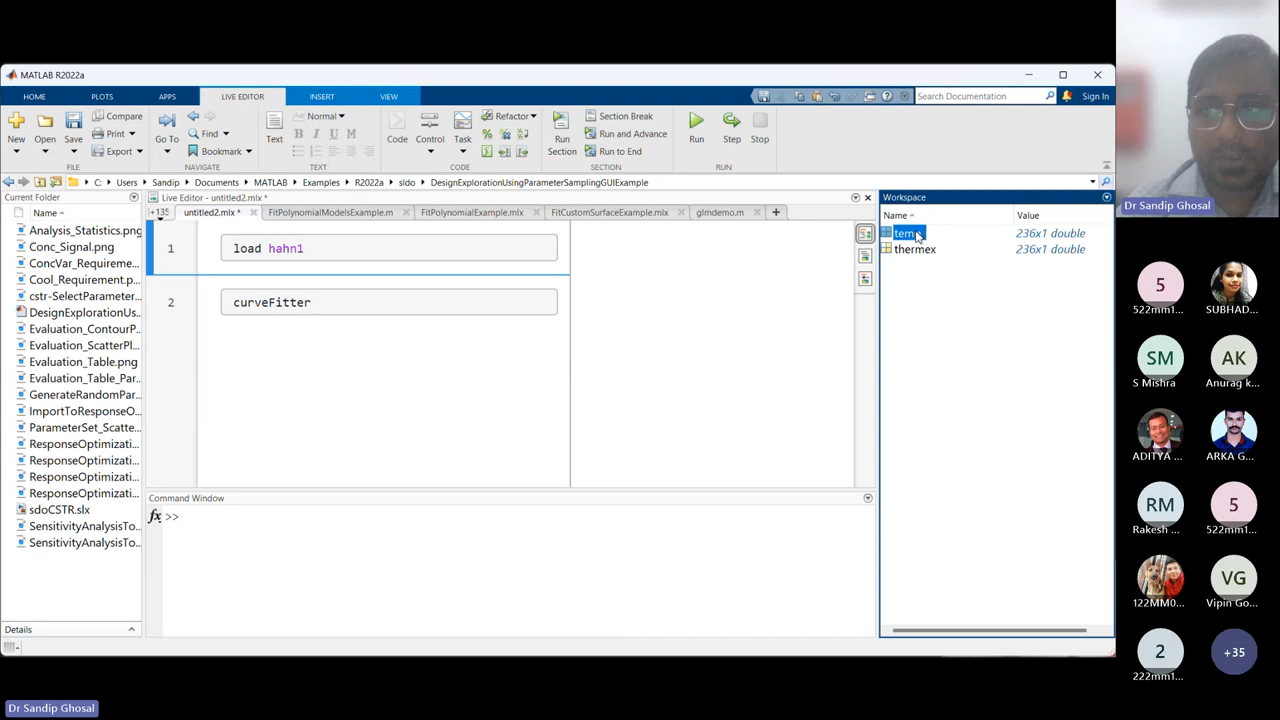 MATLAB R2022a
HOME PLOTS APPS LIVE EDITOR INSERT VIEW Search Documentation Sign In
New Open Save Compare Print Export
FILE
Go To Find Bookmark
NAVIGATE
Text Normal B I U M
TEXT
Code Control Task Refactor
CODE
Run Section Section Break Run and Advance Run to End
SECTION
Run Step Stop
RUN
C: Users Sandip Documents MATLAB Examples R2022a sldo DesignExplorationUsingParameterSamplingGUIExample
Current Folder
Name
Analysis_Statistics.png
Conc_Signal.png
ConcVar_Requireme...
Cool_Requirement.p...
cstr-SelectParameter...
DesignExplorationUs...
Evaluation_ContourP...
Evaluation_ScatterPl...
Evaluation_Table.png
Evaluation_Table_Par...
GenerateRandomPar...
ImportToResponseO...
ParameterSet_Scatte...
ResponseOptimizati...
ResponseOptimizati...
ResponseOptimizati...
ResponseOptimizati...
sdoCSTR.slx
SensitivityAnalysisTo...
SensitivityAnalysisTo...
Details
Live Editor - untitled2.mlx *
+135 untitled2.mlx * FitPolynomialModelsExample.m FitPolynomialExample.mlx FitCustomSurfaceExample.mlx glmdemo.m
1 load hahn1
2 curveFitter
Command Window
fx >>
Workspace
Name Value
236x1 double
thermex 236x1 double
Dr Sandip Ghosal
5 522mm1...
SUBHAD...
SM S Mishra
AK Anurag k...
ADITYA ...
ARKA G...
RM Rakesh ...
5 522mm1...
122MM0...
VG Vipin Go...
2 222mm1...
+35
Dr Sandip Ghosal